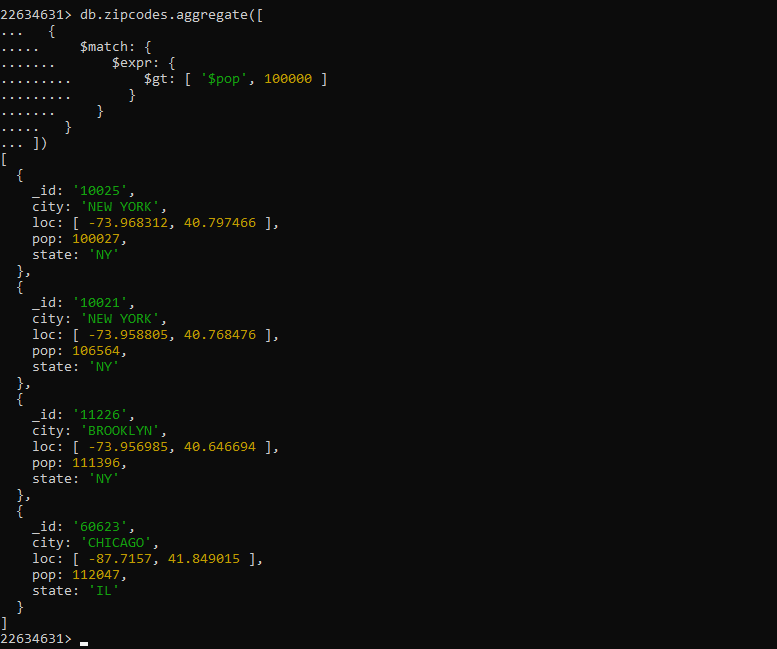 22634631> db.zipcodes.aggregate([
...   {
.....     $match: {
.......       $expr: {
.........         $gt: [ '$pop', 100000 ]
.........       }
.......     }
.....   }
... ])
[
  {
    _id: '10025',
    city: 'NEW YORK',
    loc: [ -73.968312, 40.797466 ],
    pop: 100027,
    state: 'NY'
  },
  {
    _id: '10021',
    city: 'NEW YORK',
    loc: [ -73.958805, 40.768476 ],
    pop: 106564,
    state: 'NY'
  },
  {
    _id: '11226',
    city: 'BROOKLYN',
    loc: [ -73.956985, 40.646694 ],
    pop: 111396,
    state: 'NY'
  },
  {
    _id: '60623',
    city: 'CHICAGO',
    loc: [ -87.7157, 41.849015 ],
    pop: 112047,
    state: 'IL'
  }
]
22634631>